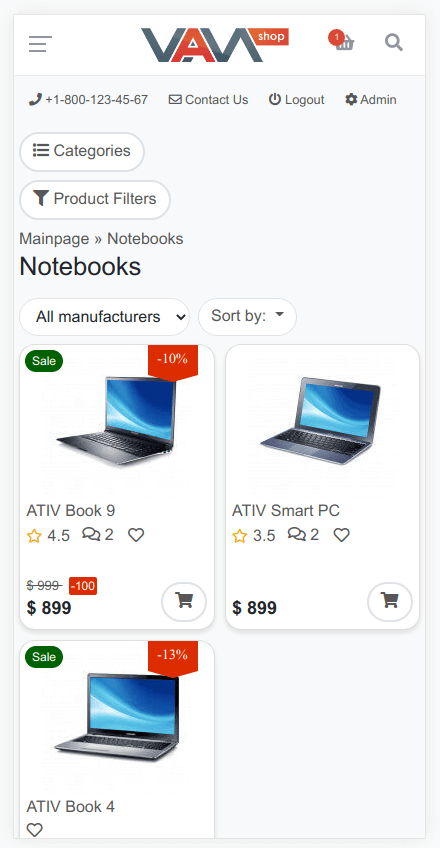 VAVA shop
1
+1-800-123-45-67 Contact Us Logout Admin
Categories
Product Filters
Mainpage » Notebooks
Notebooks
All manufacturers Sort by:
Sale -10%
ATIV Book 9
4.5 2
$ 999 -100
$ 899
ATIV Smart PC
3.5 2
$ 899
Sale -13%
ATIV Book 4